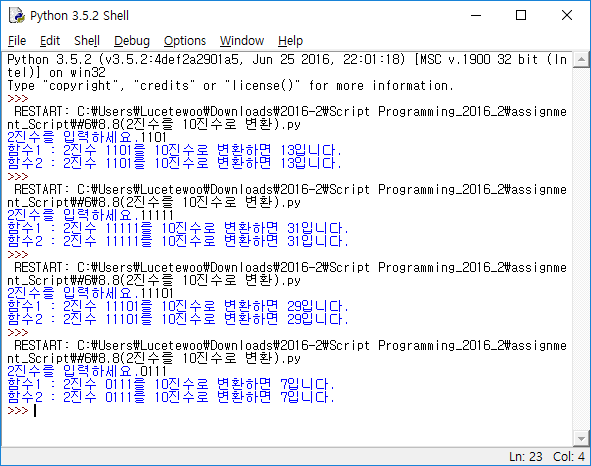 Python 3.5.2 Shell
File Edit Shell Debug Options Window Help
Python 3.5.2 (v3.5.2:4def2a2901a5, Jun 25 2016, 22:01:18) [MSC v.1900 32 bit (In
tel)] on win32
Type "copyright", "credits" or "license()" for more information.
>>>
 RESTART: C:₩Users₩Lucetewoo₩Downloads₩2016-2₩Script Programming_2016_2₩assignme
nt_Script₩#6₩8.8(2진수를 10진수로 변환).py
2진수를 입력하세요.1101
함수1 : 2진수 1101를 10진수로 변환하면 13입니다.
함수2 : 2진수 1101를 10진수로 변환하면 13입니다.
>>>
 RESTART: C:₩Users₩Lucetewoo₩Downloads₩2016-2₩Script Programming_2016_2₩assignme
nt_Script₩#6₩8.8(2진수를 10진수로 변환).py
2진수를 입력하세요.11111
함수1 : 2진수 11111를 10진수로 변환하면 31입니다.
함수2 : 2진수 11111를 10진수로 변환하면 31입니다.
>>>
 RESTART: C:₩Users₩Lucetewoo₩Downloads₩2016-2₩Script Programming_2016_2₩assignme
nt_Script₩#6₩8.8(2진수를 10진수로 변환).py
2진수를 입력하세요.11101
함수1 : 2진수 11101를 10진수로 변환하면 29입니다.
함수2 : 2진수 11101를 10진수로 변환하면 29입니다.
>>>
 RESTART: C:₩Users₩Lucetewoo₩Downloads₩2016-2₩Script Programming_2016_2₩assignme
nt_Script₩#6₩8.8(2진수를 10진수로 변환).py
2진수를 입력하세요.0111
함수1 : 2진수 0111를 10진수로 변환하면 7입니다.
함수2 : 2진수 0111를 10진수로 변환하면 7입니다.
>>>
Ln: 23 Col: 4